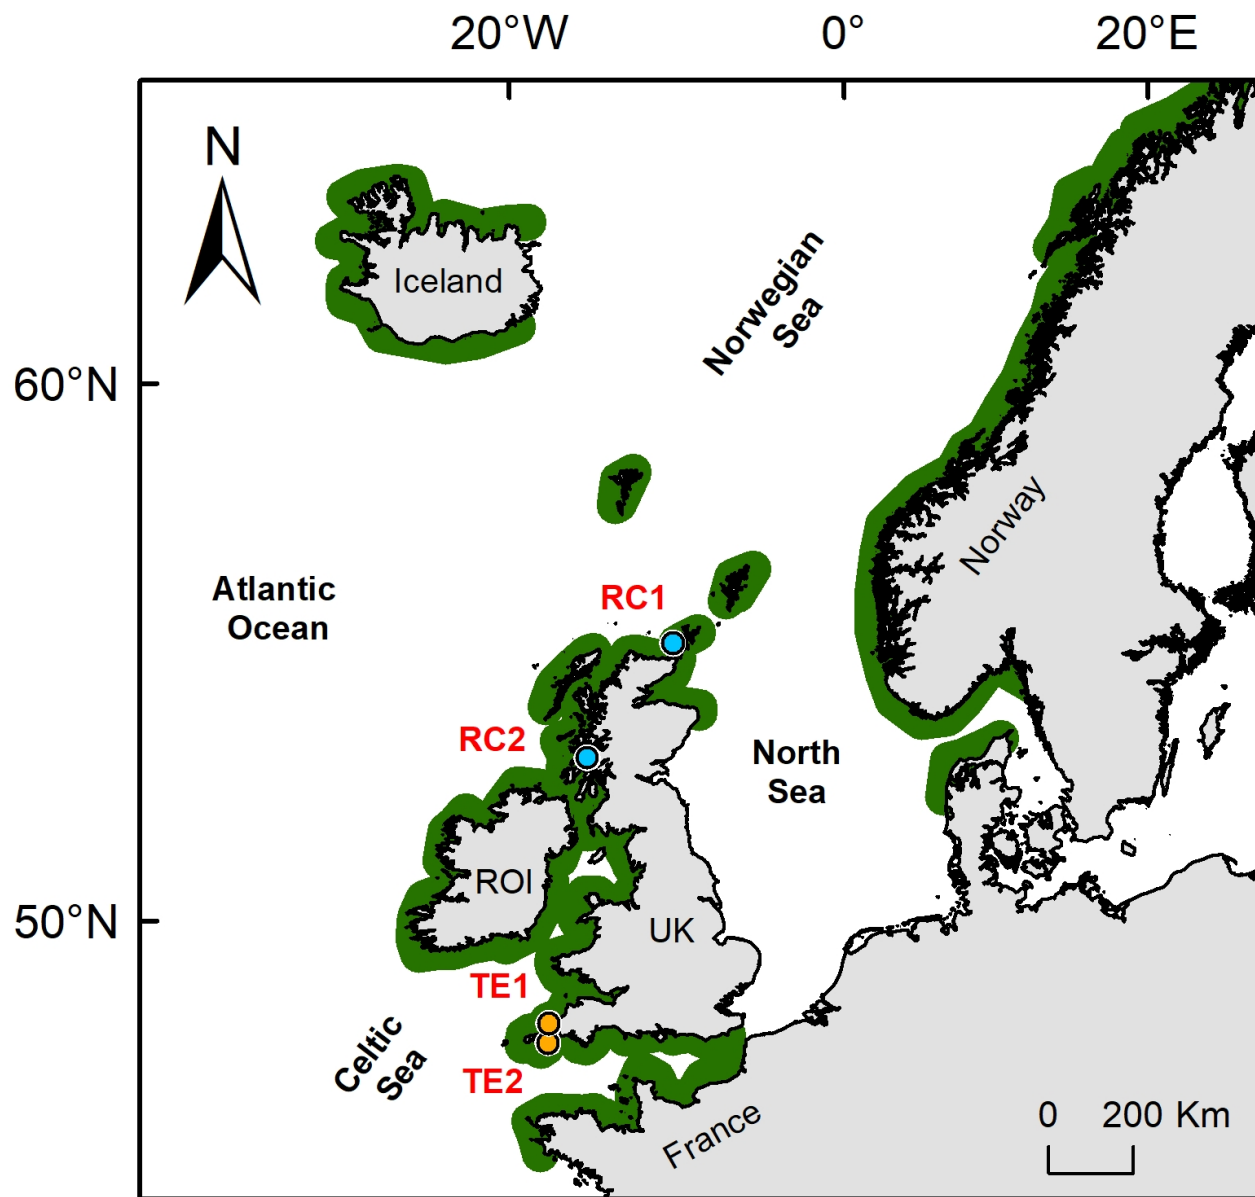 20°W 0° 20°E
N
Iceland
Norwegian
Sea
60°N
Norway
Atlantic
Ocean
RC1
RC2
North
Sea
ROI
50°N
UK
TE1
Celtic
Sea
TE2
France
0 200 Km